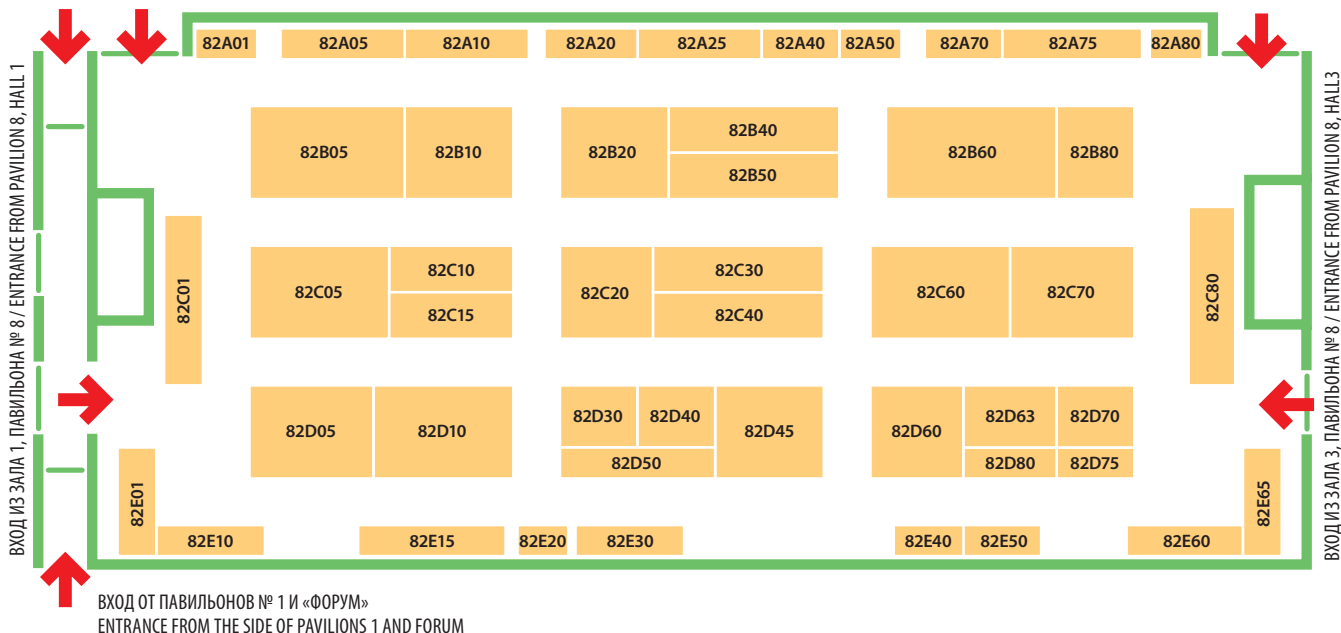 82A01
82A05
82A10
82A20
82A25
82A40
82A50
82A70
82A75
82A80
82B05
82B10
82B20
82B40
82B50
82B60
82B80
82C01
82C05
82C10
82C15
82C20
82C30
82C40
82C60
82C70
82C80
82D05
82D10
82D30
82D40
82D45
82D50
82D60
82D63
82D70
82D80
82D75
82E01
82E10
82E15
82E20
82E30
82E40
82E50
82E60
82E65
ВХОД ИЗ ЗАЛА 1, ПАВИЛЬОНА № 8 / ENTRANCE FROM PAVILION 8, HALL 1
ВХОД ИЗ ЗАЛА 3, ПАВИЛЬОНА № 8 / ENTRANCE FROM PAVILION 8, HALL3
ВХОД ОТ ПАВИЛЬОНОВ № 1 И «ФОРУМ»
ENTRANCE FROM THE SIDE OF PAVILIONS 1 AND FORUM